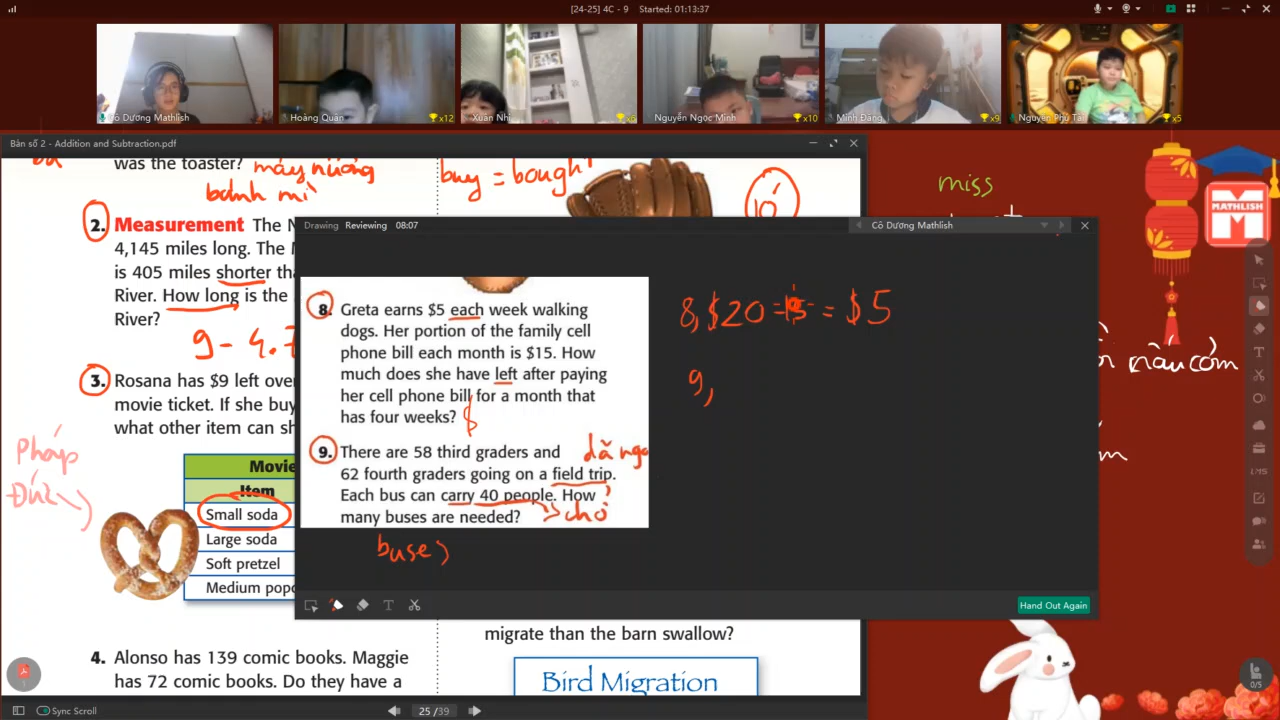 [24-25] 4C - 9 Started: 01:13:37
Cô Dương Mathlish
Hoàng Quân
x12
Xuân Nhi
Nguyễn Ngọc Minh
x10
Minh Đăng
x9
Nguyễn Phú Tài
x5
Bản số 2 - Addition and Subtraction.pdf
was the toaster? máy nướng
bánh mì
buy = bough
2. Measurement The N
4,145 miles long. The M
is 405 miles shorter tha
River. How long is the
River?
9 - 4.7
3. Rosana has $9 left over
movie ticket. If she buy
what other item can sh
Pháp
Đức
Movie
Item
Small soda
Large soda
Soft pretzel
Medium popc
4. Alonso has 139 comic books. Maggie
has 72 comic books. Do they have a
Drawing Reviewing 08:07
Cô Dương Mathlish
8. Greta earns $5 each week walking
dogs. Her portion of the family cell
phone bill each month is $15. How
much does she have left after paying
her cell phone bill for a month that
has four weeks? $
9. There are 58 third graders and dã ngo
62 fourth graders going on a field trip.
Each bus can carry 40 people. How
many buses are needed? chở
buses
8, $20 = $5
9,
Hand Out Again
migrate than the barn swallow?
Bird Migration
miss
MATHLISH
nấu cơm
LMS
0/5
Sync Scroll
25 /39